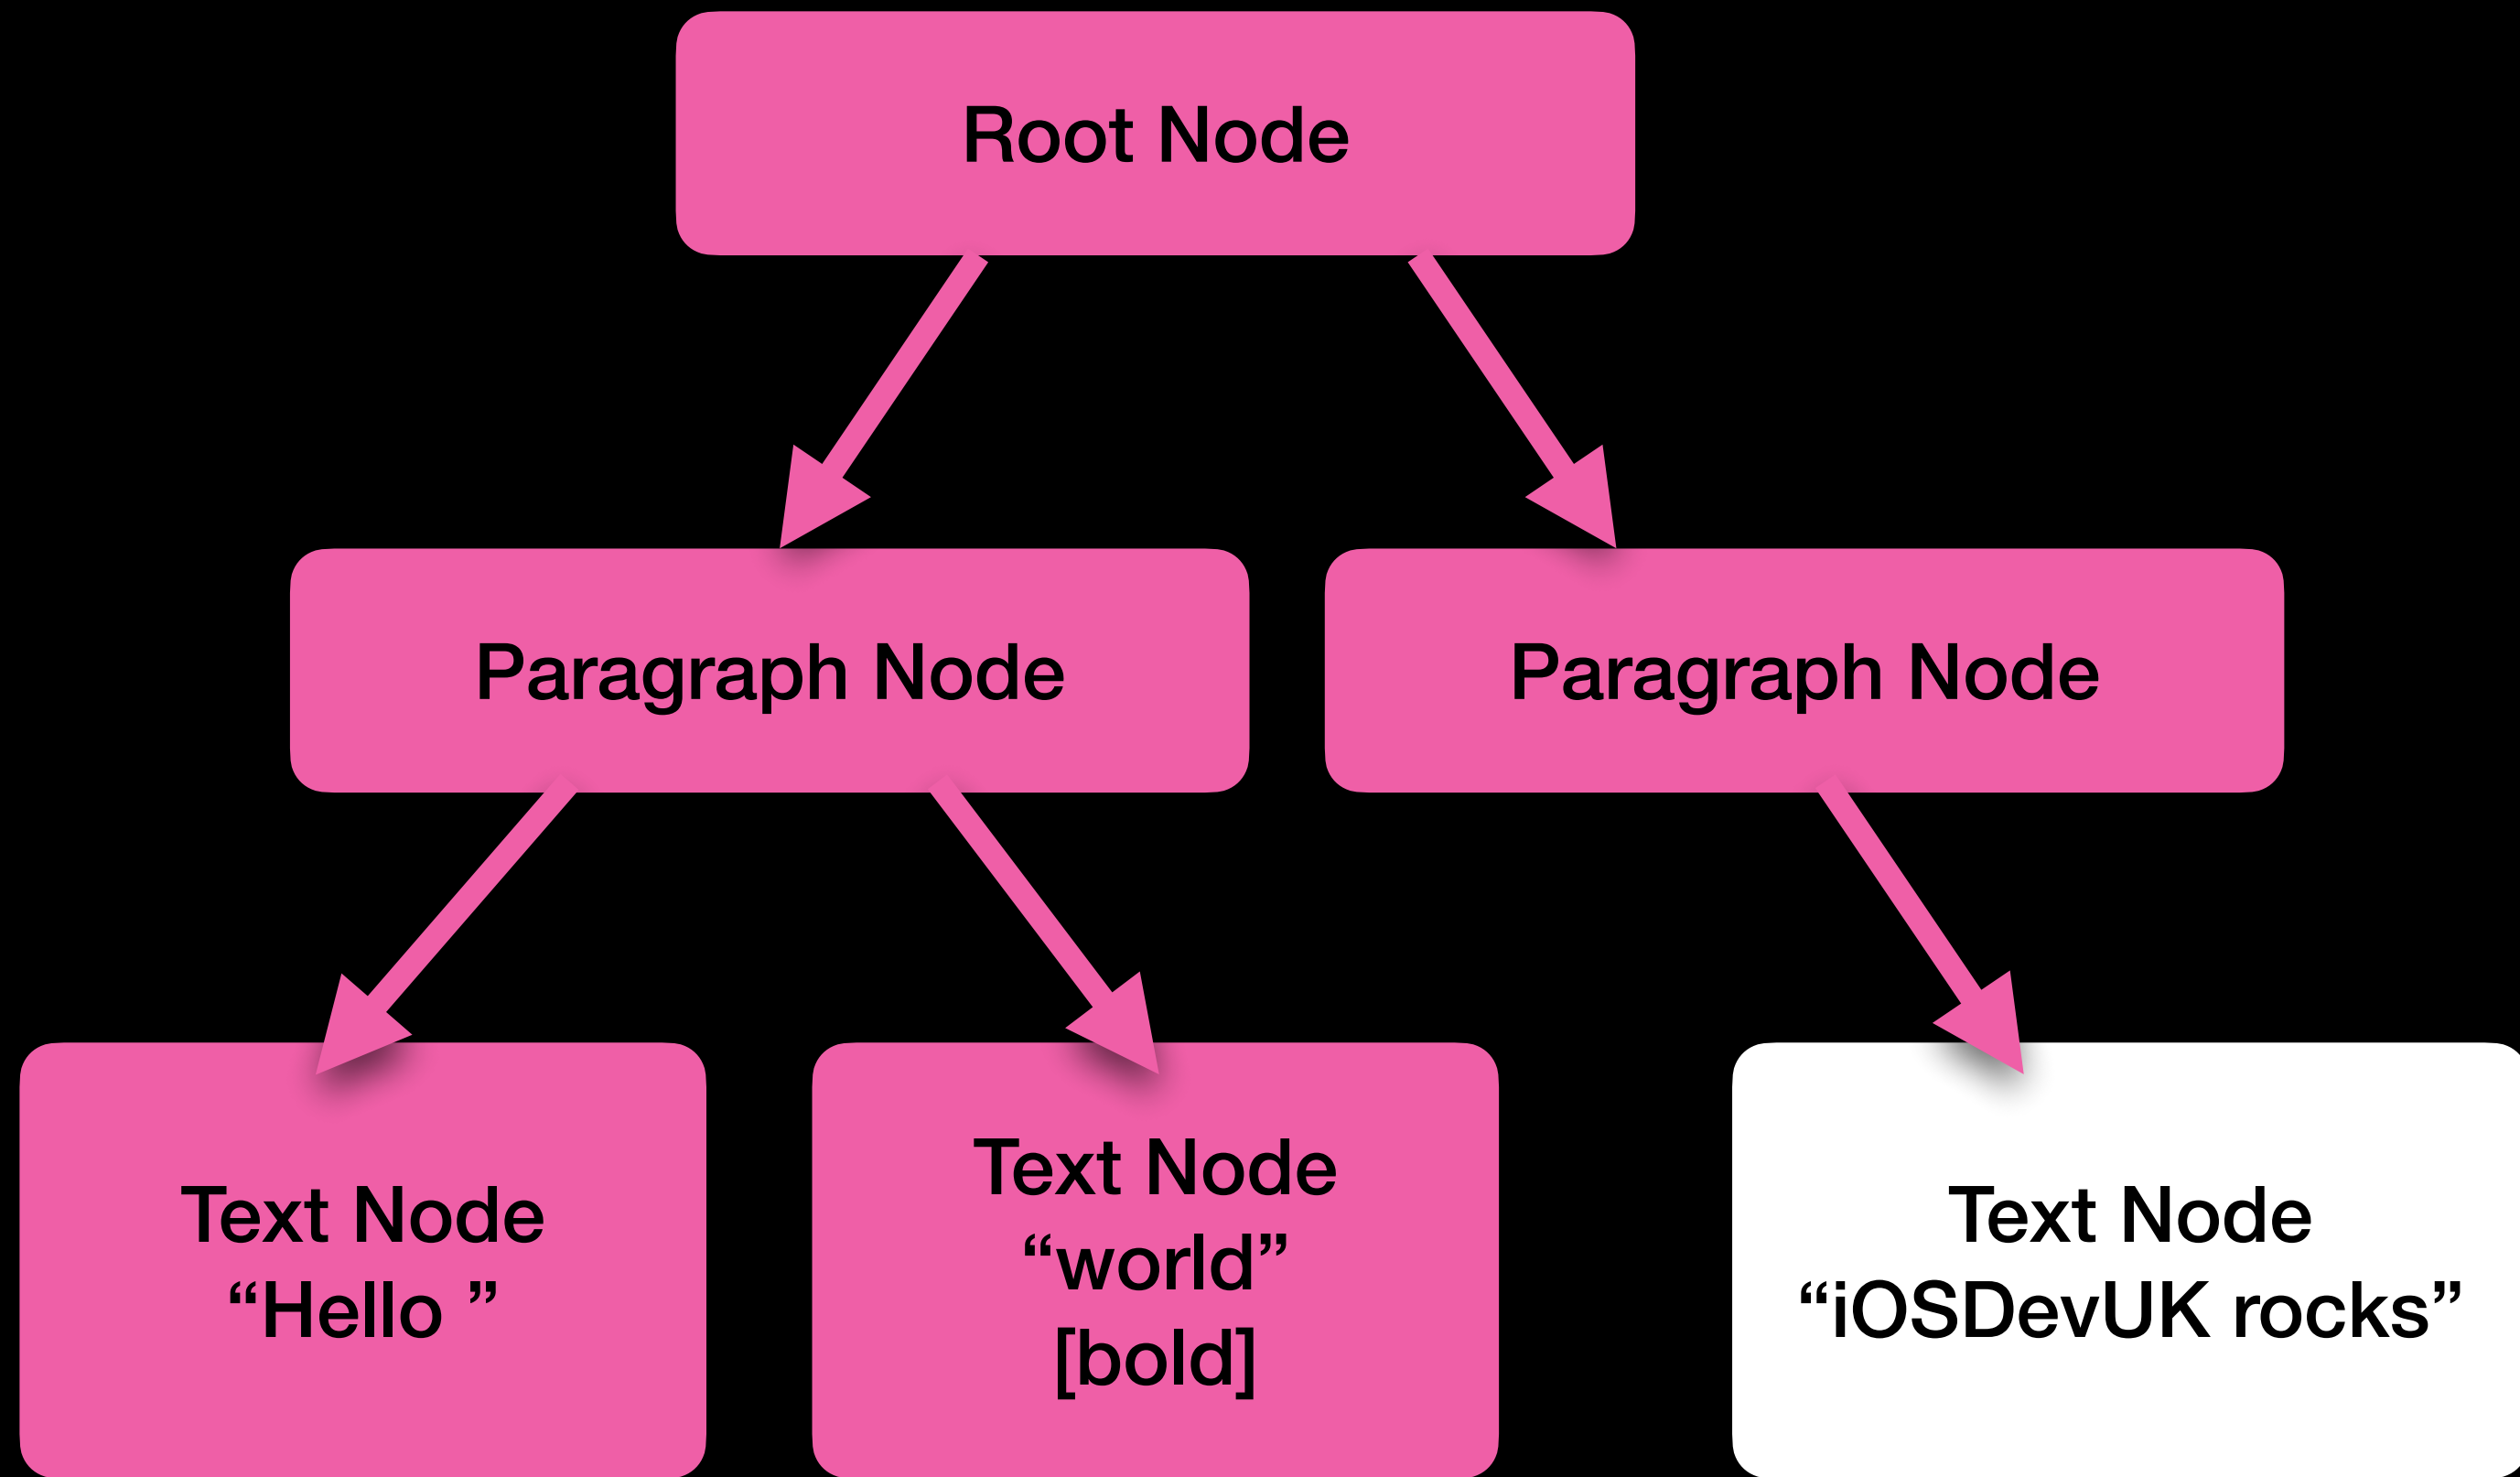 Root Node
Paragraph Node
Paragraph Node
Text Node
“Hello ”
Text Node
“world”
[bold]
Text Node
“iOSDevUK rocks”